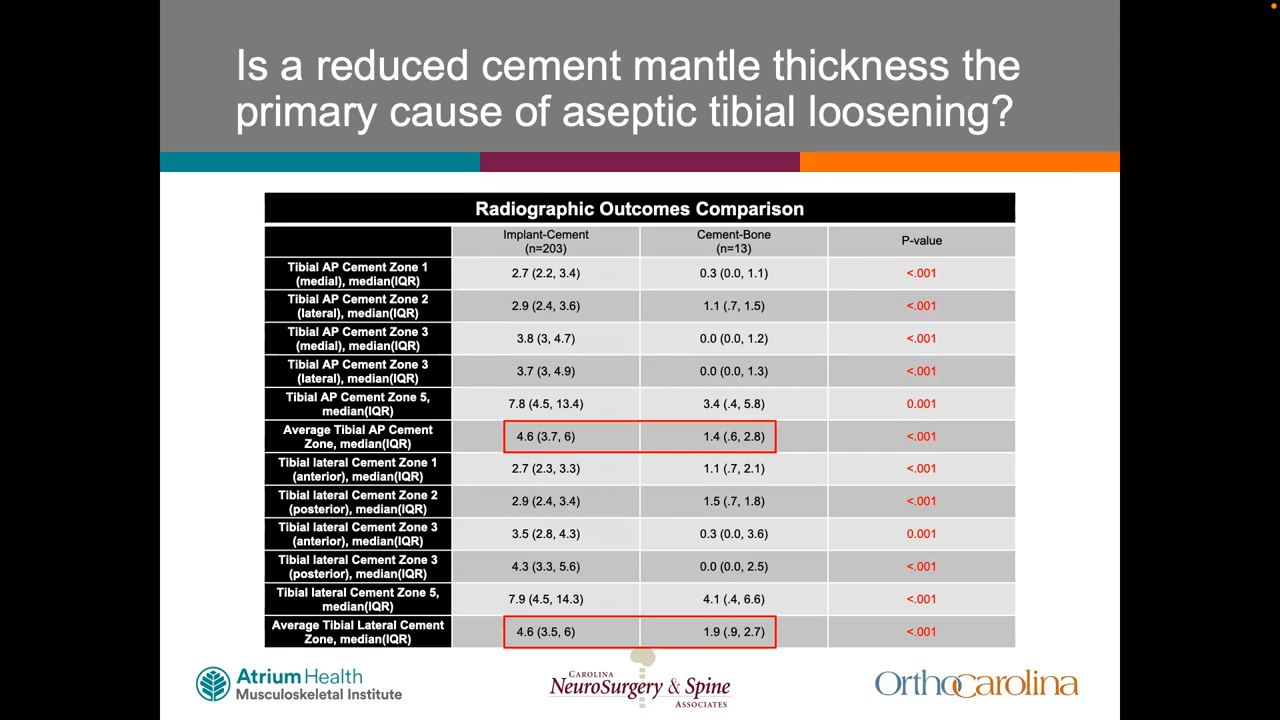 Is a reduced cement mantle thickness the
primary cause of aseptic tibial loosening?
Radiographic Outcomes Comparison
Implant-Cement
(n=203)
Cement-Bone
(n=13)
P-value
Tibial AP Cement Zone 1
(medial), median(IQR)
2.7 (2.2, 3.4)
0.3 (0.0, 1.1)
<.001
Tibial AP Cement Zone 2
(lateral), median(IQR)
2.9 (2.4, 3.6)
1.1 (.7, 1.5)
<.001
Tibial AP Cement Zone 3
(medial), median(IQR)
3.8 (3, 4.7)
0.0 (0.0, 1.2)
<.001
Tibial AP Cement Zone 3
(lateral), median(IQR)
3.7 (3, 4.9)
0.0 (0.0, 1.3)
<.001
Tibial AP Cement Zone 5,
median(IQR)
7.8 (4.5, 13.4)
3.4 (.4, 5.8)
0.001
Average Tibial AP Cement
Zone, median(IQR)
4.6 (3.7, 6)
1.4 (.6, 2.8)
<.001
Tibial lateral Cement Zone 1
(anterior), median(IQR)
2.7 (2.3, 3.3)
1.1 (.7, 2.1)
<.001
Tibial lateral Cement Zone 2
(posterior), median(IQR)
2.9 (2.4, 3.4)
1.5 (.7, 1.8)
<.001
Tibial lateral Cement Zone 3
(anterior), median(IQR)
3.5 (2.8, 4.3)
0.3 (0.0, 3.6)
0.001
Tibial lateral Cement Zone 3
(posterior), median(IQR)
4.3 (3.3, 5.6)
0.0 (0.0, 2.5)
<.001
Tibial lateral Cement Zone 5,
median(IQR)
7.9 (4.5, 14.3)
4.1 (.4, 6.6)
<.001
Average Tibial Lateral Cement
Zone, median(IQR)
4.6 (3.5, 6)
1.9 (.9, 2.7)
<.001
Atrium Health
Musculoskeletal Institute
CAROLINA
NEUROSURGERY & SPINE
ASSOCIATES
OrthoCarolina